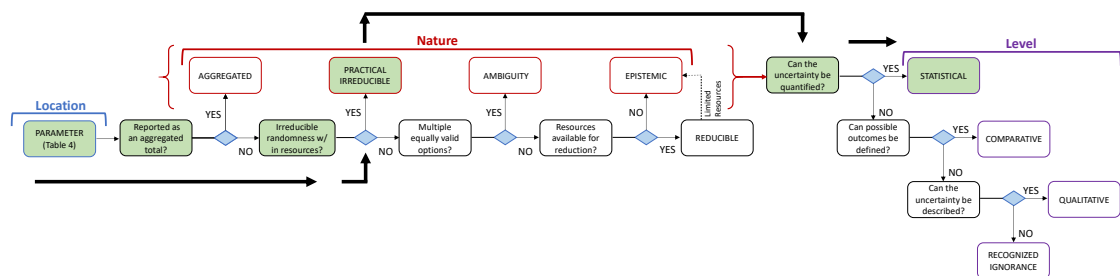 Nature
Level
Location
AGGREGATED
PRACTICAL
IRREDUCIBLE
AMBIGUITY
EPISTEMIC
Can the
uncertainty be
quantified?
YES
STATISTICAL
YES
YES
YES
NO
Limited
Resources
NO
PARAMETER
(Table 4)
Reported as
an aggregated
total?
NO
Irreducible
randomness w/
in resources?
NO
Multiple
equally valid
options?
NO
Resources
available for
reduction?
YES
REDUCIBLE
Can possible
outcomes be
defined?
YES
COMPARATIVE
NO
Can the
uncertainty be
described?
YES
QUALITATIVE
NO
RECOGNIZED
IGNORANCE